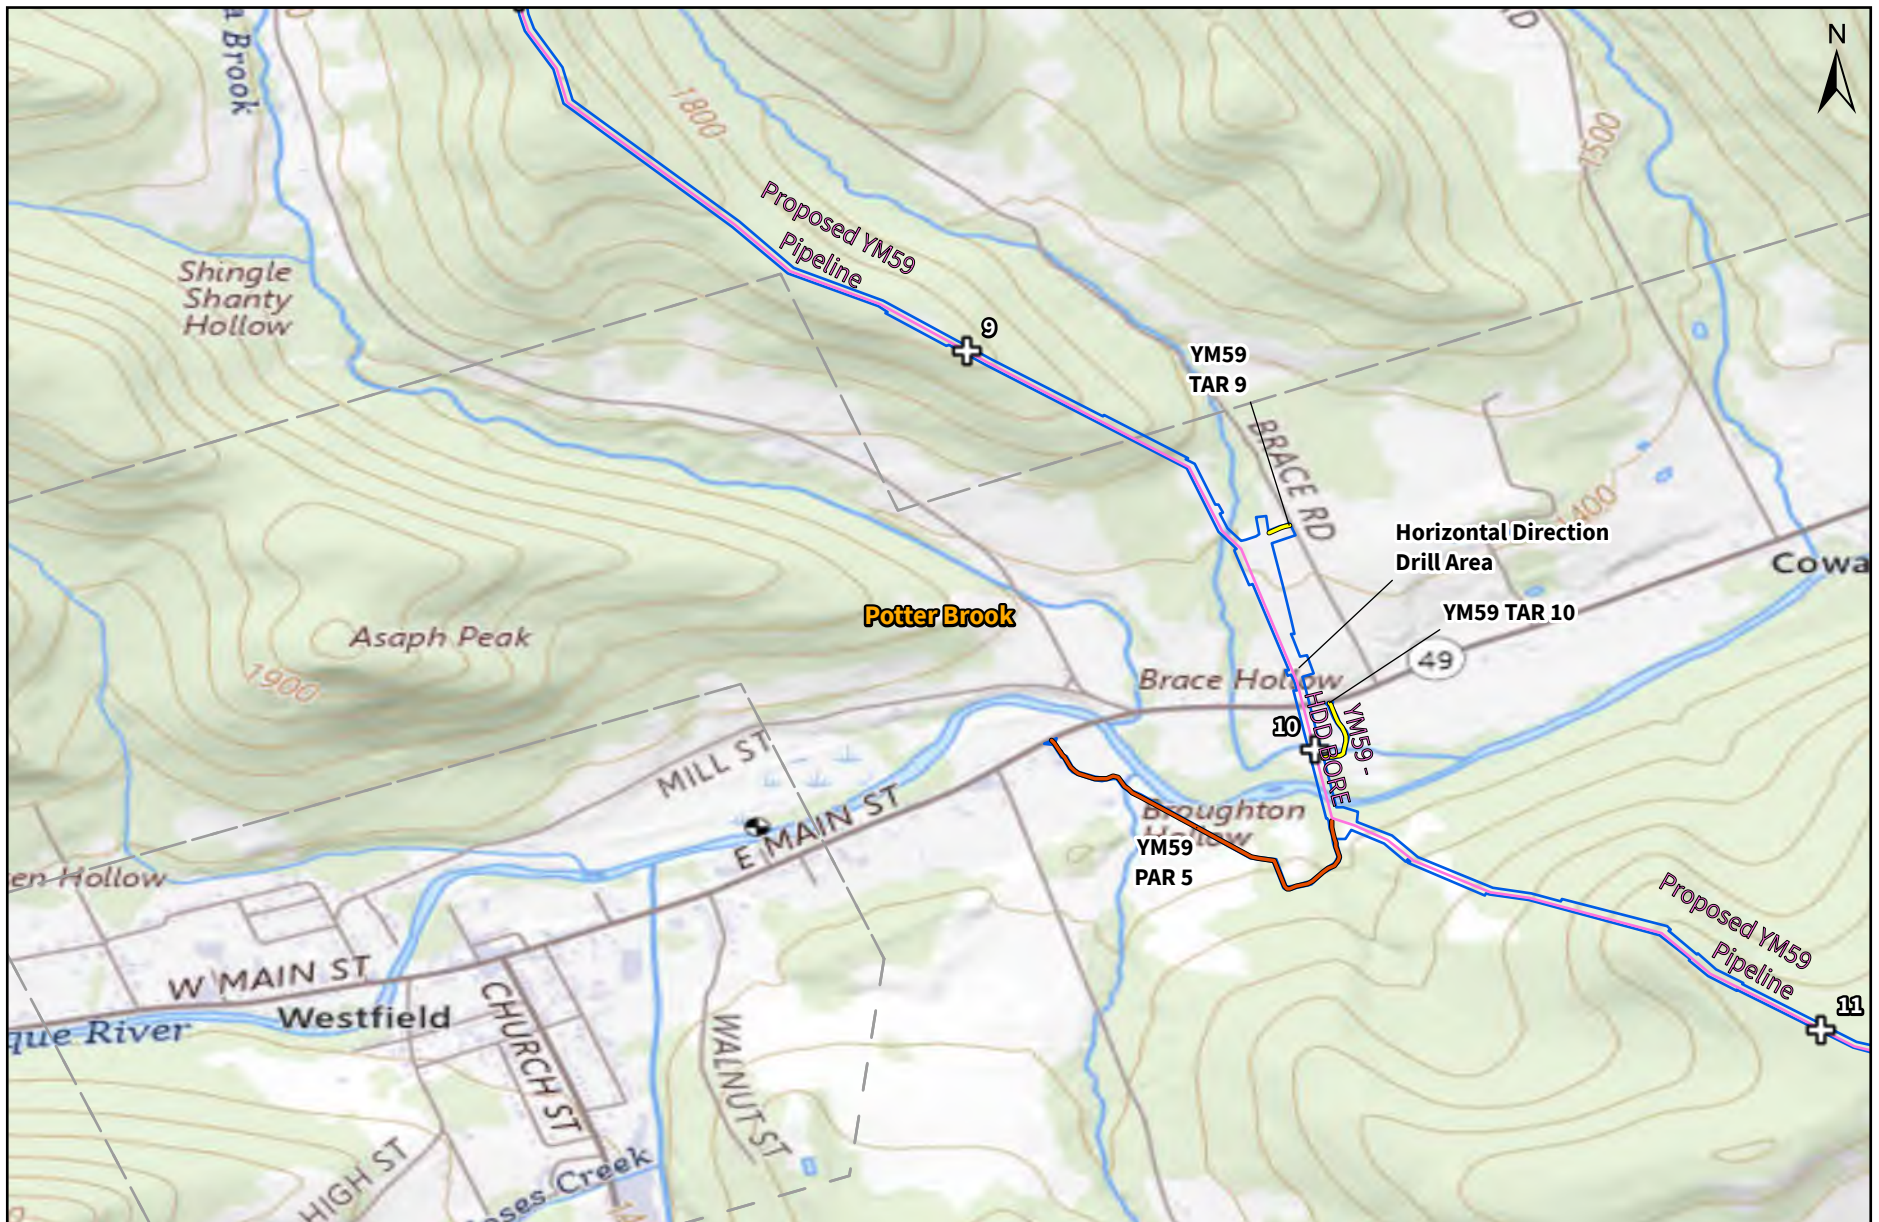 N
Brook
1800
1500
Proposed YM59
Pipeline
Shingle
Shanty
Hollow
9
YM59
TAR 9
BRACE RD
1400
Horizontal Direction
Drill Area
YM59 TAR 10
Potter Brook
Asaph Peak
1900
Brace Hollow
49
HDD BORE
YM59 -
10
MILL ST
E MAIN ST
Broughton
Hollow
YM59
PAR 5
Hollow
Proposed YM59
Pipeline
11
W MAIN ST
Westfield
River
CHURCH ST
WALNUT ST
HIGH ST
Creek